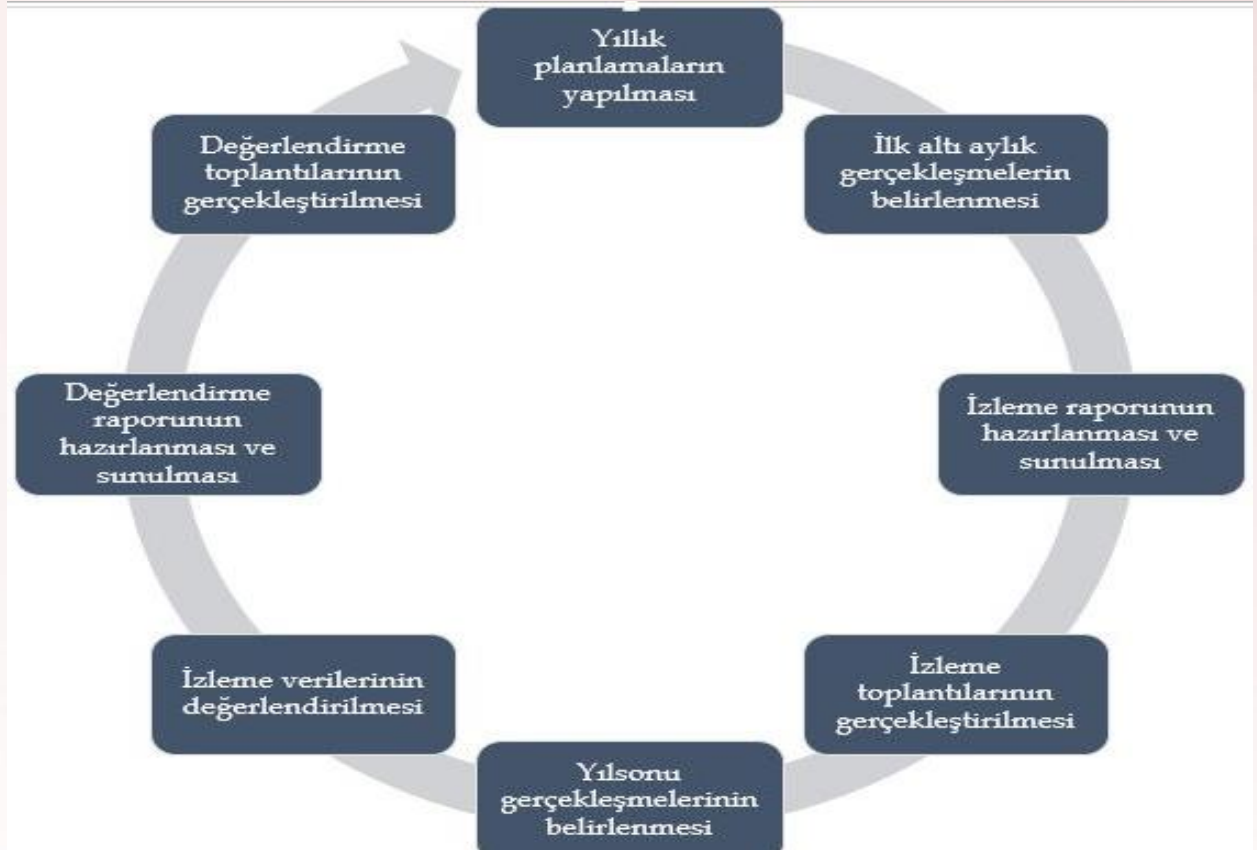 Yıllık
planlamaların
yapılması
İlk altı aylık
gerçekleşmelerin
belirlenmesi
İzleme raporunun
hazırlanması ve
sunulması
İzleme
toplantılarının
gerçekleştirilmesi
Yılsonu
gerçekleşmelerinin
belirlenmesi
İzleme verilerinin
değerlendirilmesi
Değerlendirme
raporunun
hazırlanması ve
sunulması
Değerlendirme
toplantılarının
gerçekleştirilmesi